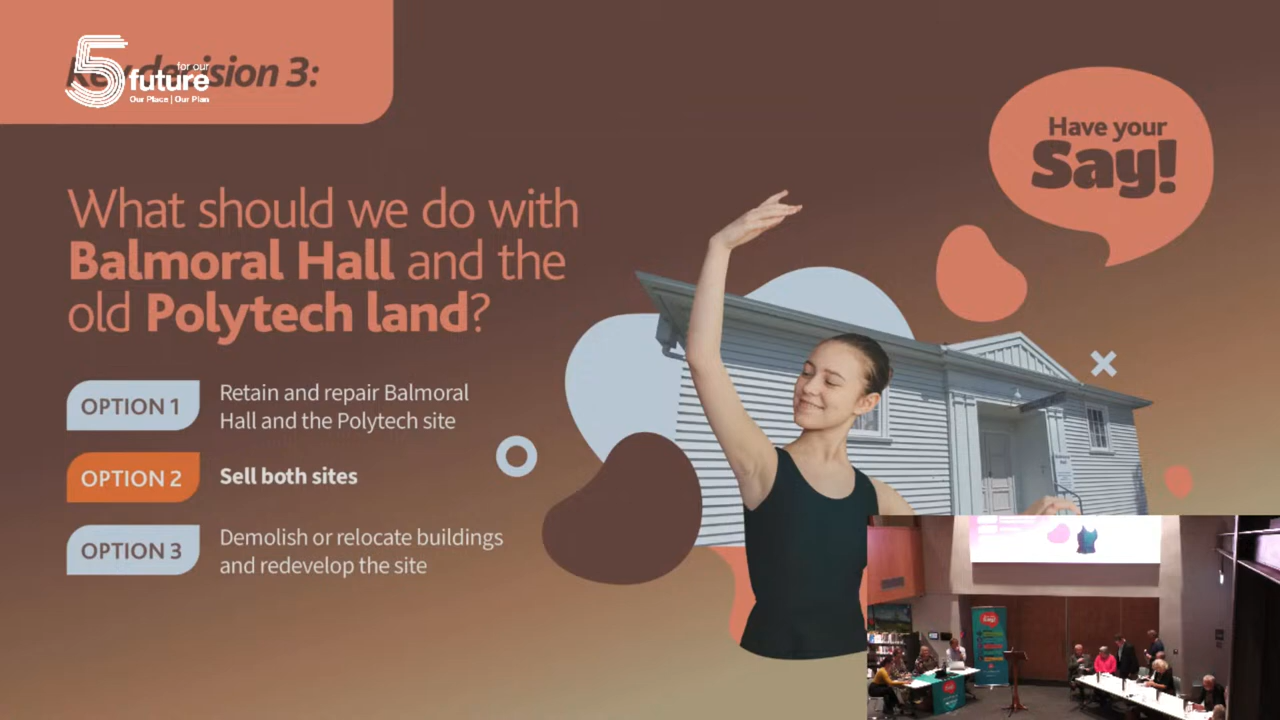 Key decision 3:
5
for our
future
Our Place | Our Plan
Have your
Say!
What should we do with
Balmoral Hall and the
old Polytech land?
OPTION 1
Retain and repair Balmoral
Hall and the Polytech site
OPTION 2
Sell both sites
OPTION 3
Demolish or relocate buildings
and redevelop the site